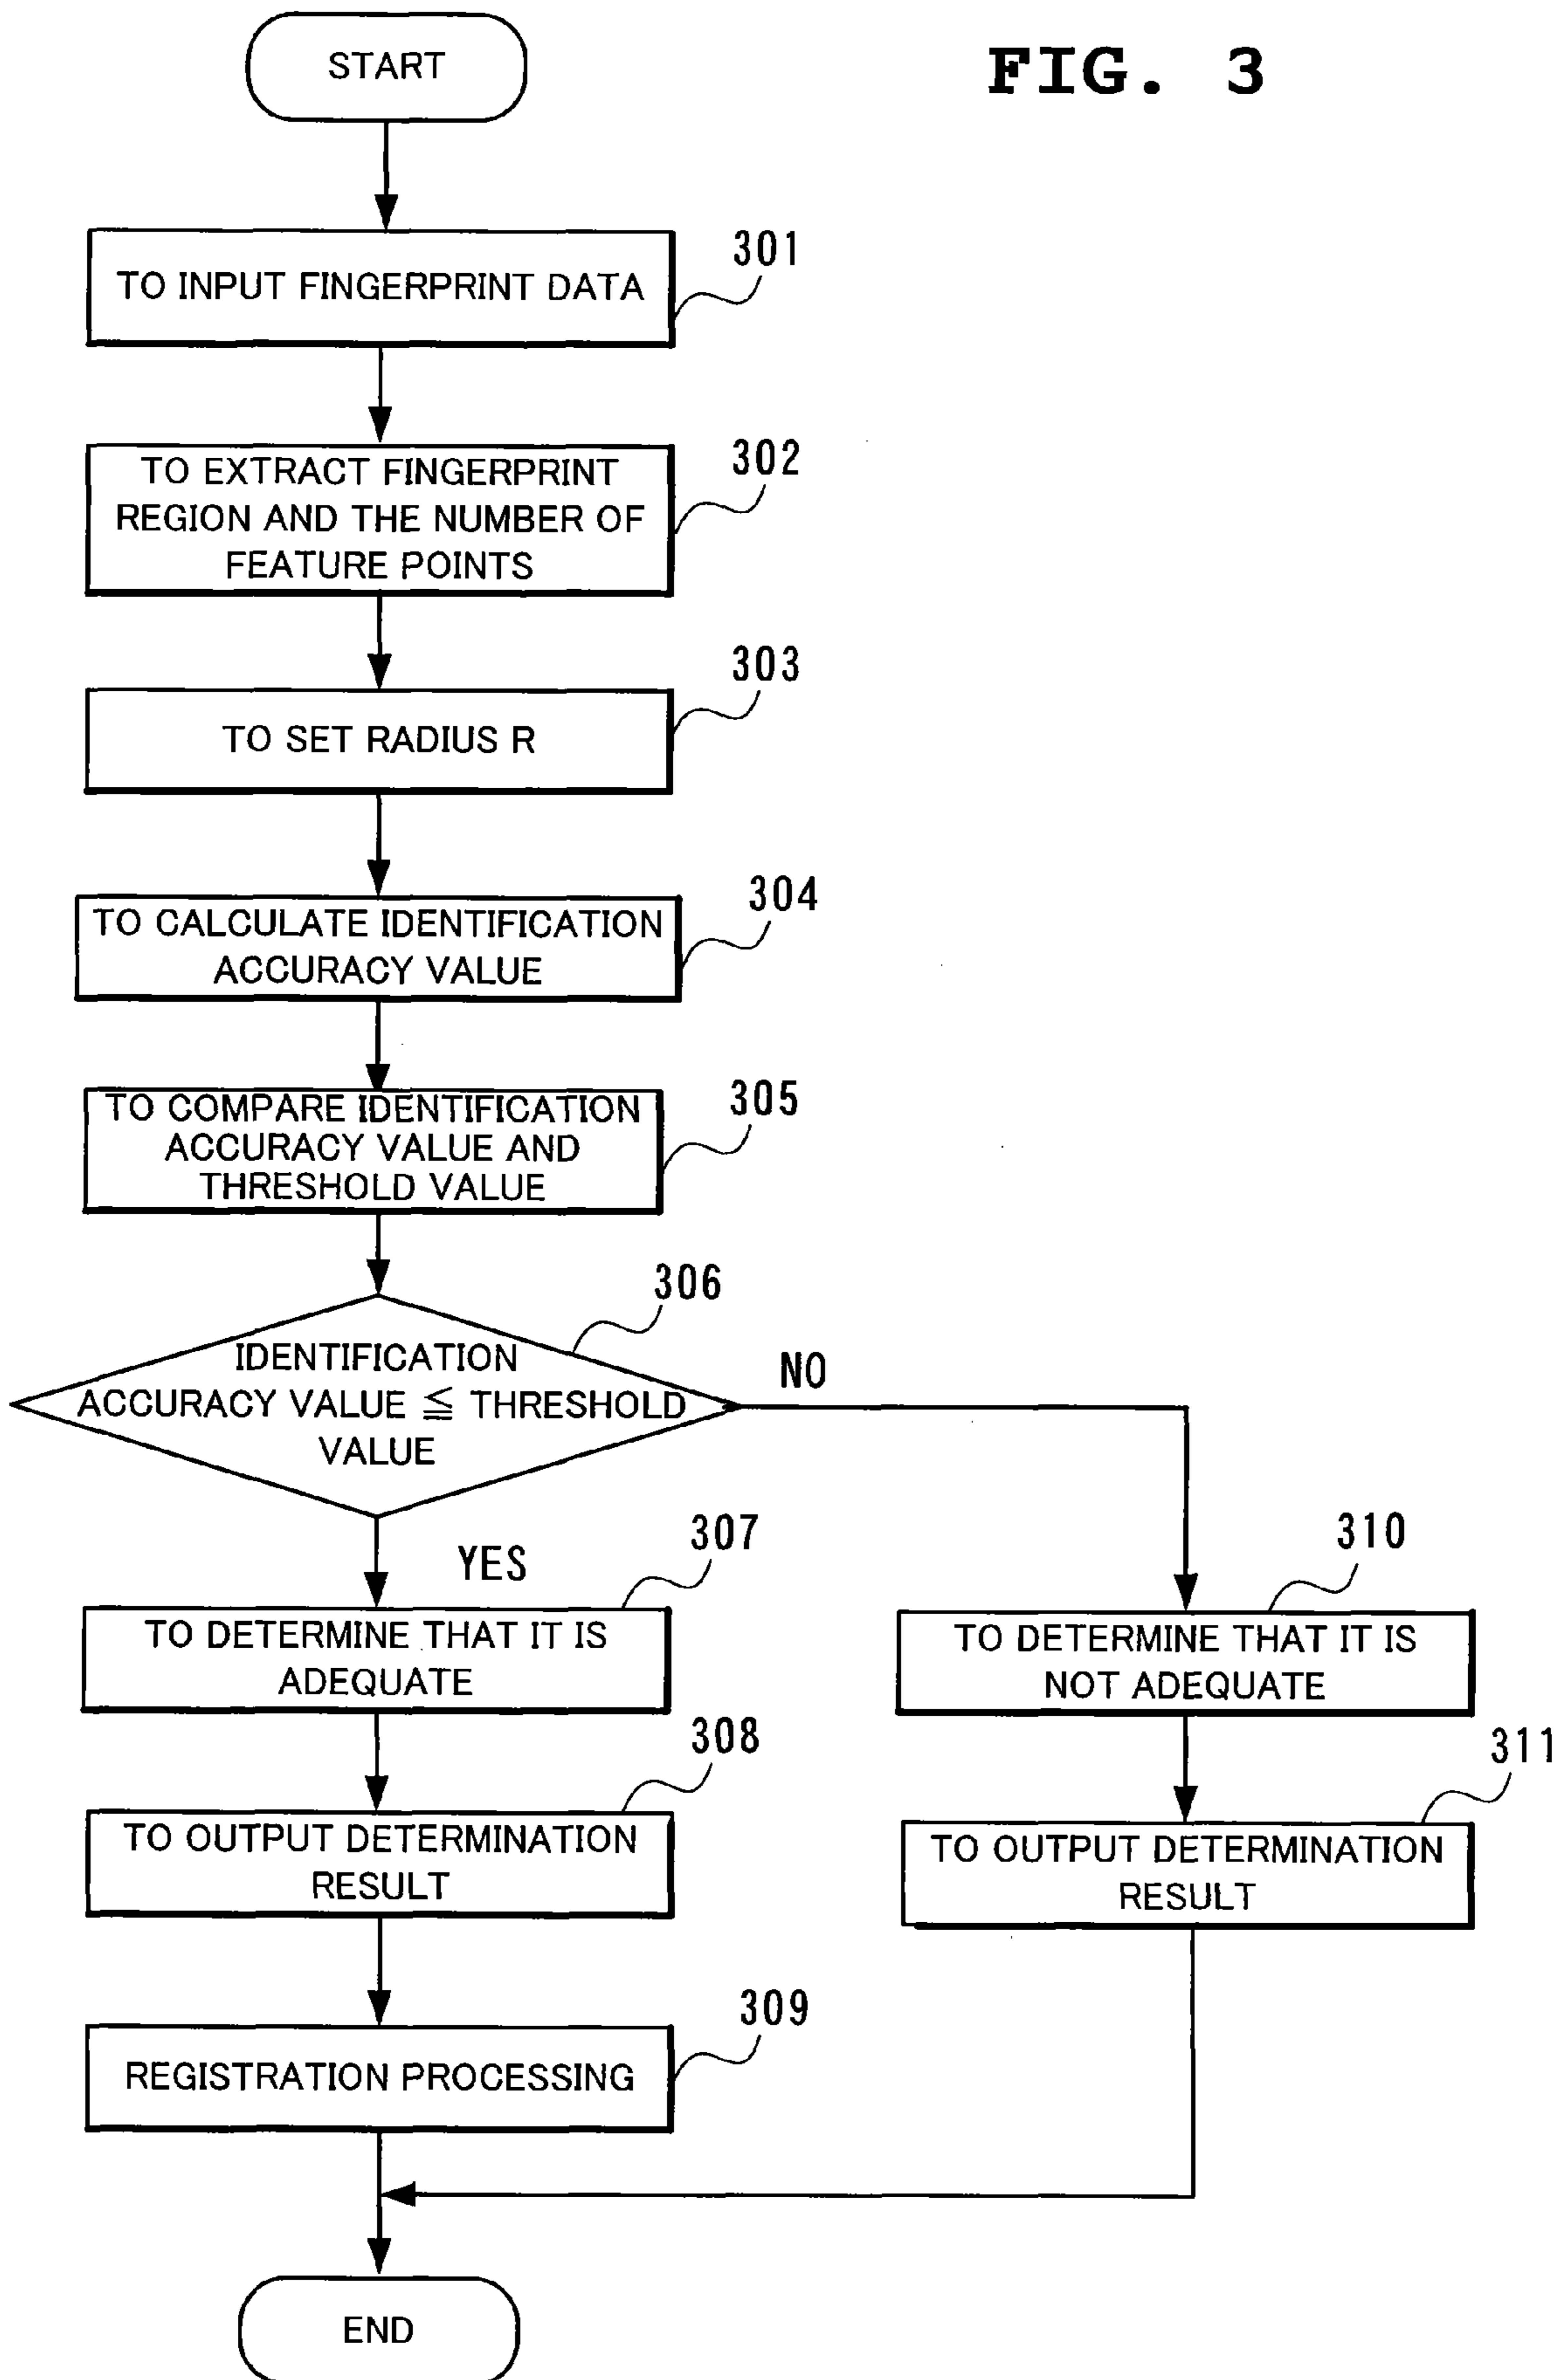 START
FIG. 3
301
TO INPUT FINGERPRINT DATA
302
TO EXTRACT FINGERPRINT
REGION AND THE NUMBER OF
FEATURE POINTS
303
TO SET RADIUS R
304
TO CALCULATE IDENTIFICATION
ACCURACY VALUE
305
TO COMPARE IDENTIFICATION
ACCURACY VALUE AND
THRESHOLD VALUE
306
IDENTIFICATION
ACCURACY VALUE ≦ THRESHOLD
VALUE
NO
YES
307
TO DETERMINE THAT IT IS
ADEQUATE
308
TO OUTPUT DETERMINATION
RESULT
309
REGISTRATION PROCESSING
310
TO DETERMINE THAT IT IS
NOT ADEQUATE
311
TO OUTPUT DETERMINATION
RESULT
END